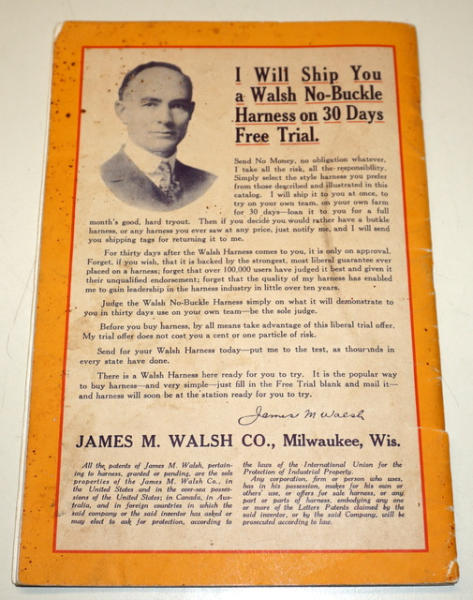 I Will Ship You
a Walsh No-Buckle
Harness on 30 Days
Free Trial.
Send No Money, no obligation whatever,
I take all the risk, all the responsibility.
Simply select the style harness you prefer
from those described and illustrated in this
catalog. I will ship it to you at once, to
try on your own team, on your own farm
for 30 days—loan it to you for a full
month's good, hard tryout. Then if you decide you would rather have a buckle
harness, or any harness you ever saw at any price, just notify me, and I will send
you shipping tags for returning it to me.
For thirty days after the Walsh Harness comes to you, it is only on approval.
Forget, if you wish, that it is backed by the strongest, most liberal guarantee ever
placed on a harness; forget that over 100,000 users have judged it best and given it
their unqualified endorsement; forget that the quality of my harness has enabled
me to gain leadership in the harness industry in little over ten years.
Judge the Walsh No-Buckle Harness simply on what it will demonstrate to
you in thirty days use on your own team—be the sole judge.
Before you buy harness, by all means take advantage of this liberal trial offer.
My trial offer does not cost you a cent or one particle of risk.
Send for your Walsh Harness today—put me to the test, as thousands in
every state have done.
There is a Walsh Harness here ready for you to try. It is the popular way
to buy harness—and very simple—just fill in the Free Trial blank and mail it—
and harness will soon be at the station ready for you to try.
James M Walsh
JAMES M. WALSH CO., Milwaukee, Wis.
All the patents of James M. Walsh, pertain-
ing to harness, granted or pending, are the sole
properties of the James M. Walsh Co., in
the United States and in the over-sea posses-
sions of the United States; in Canada, in Aus-
tralia, and in foreign countries in which the
said company or the said inventor has asked or
may elect to ask for protection, according to
the laws of the International Union for the
Protection of Industrial Property.
Any corporation, firm or person who uses,
has in his possession, makes for his own or
others' use, or offers for sale harness, or any
part or parts of harness, embodying any one
or more of the Letters Patents claimed by the
said inventor, or by the said Company, will be
prosecuted according to law.